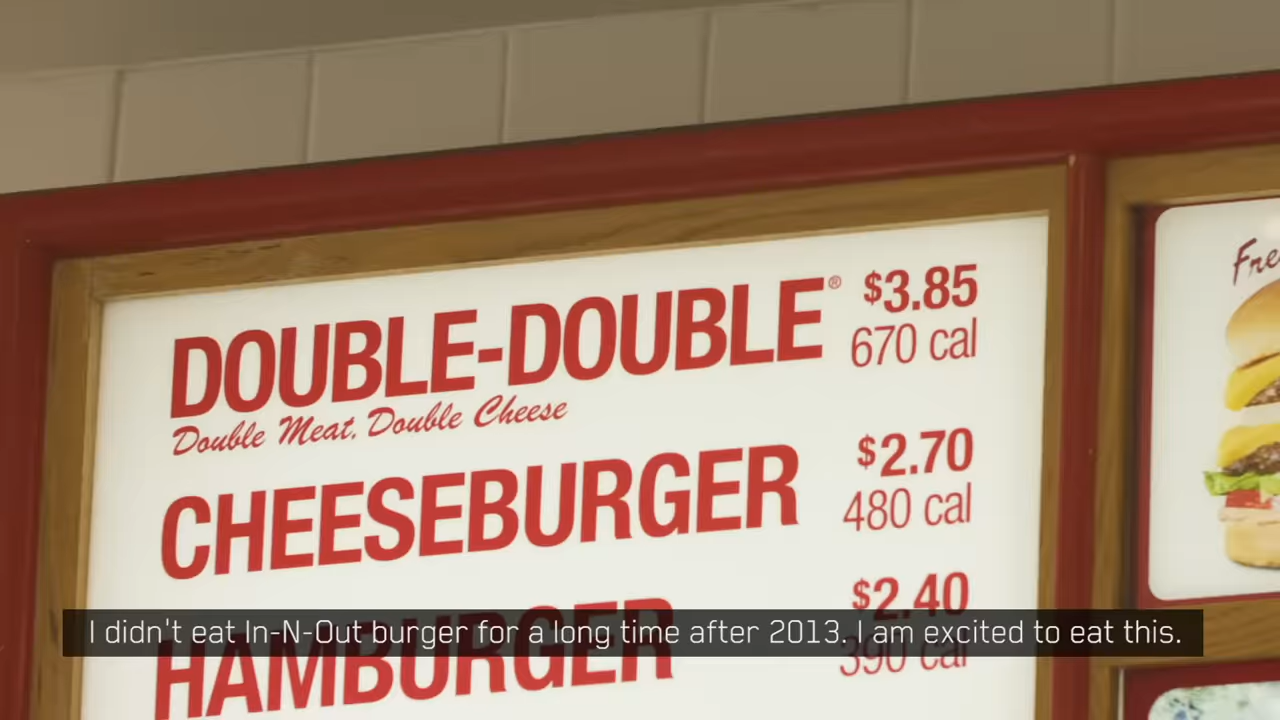 DOUBLE-DOUBLE® $3.85
670 cal
Double Meat. Double Cheese
CHEESEBURGER $2.70
480 cal
HAMBURGER $2.40
390 cal
Fre
I didn't eat In-N-Out burger for a long time after 2013. I am excited to eat this.